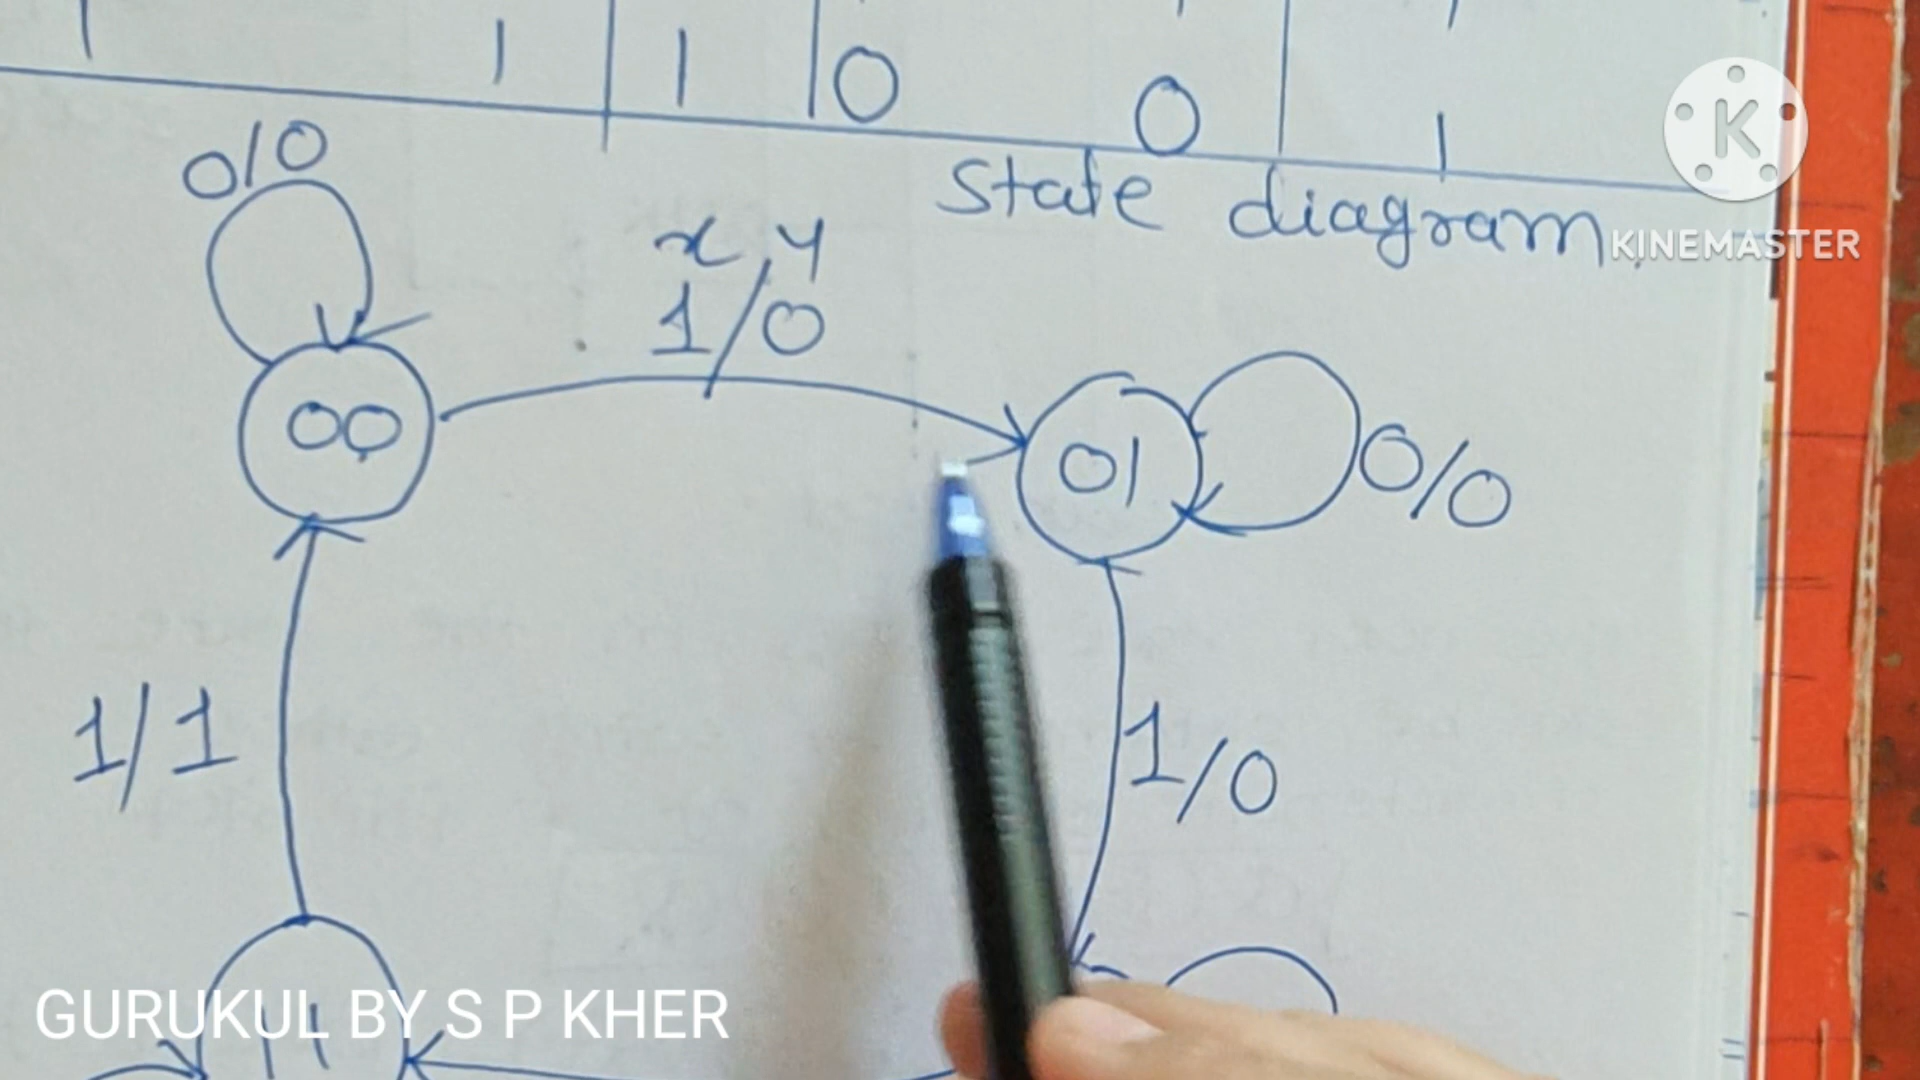 1 1 0 0 1
State diagram.
0/0
x, y
1/0
00
01
0/0
1/1
1/0
11
KINEMASTER
GURUKUL BY S P KHER